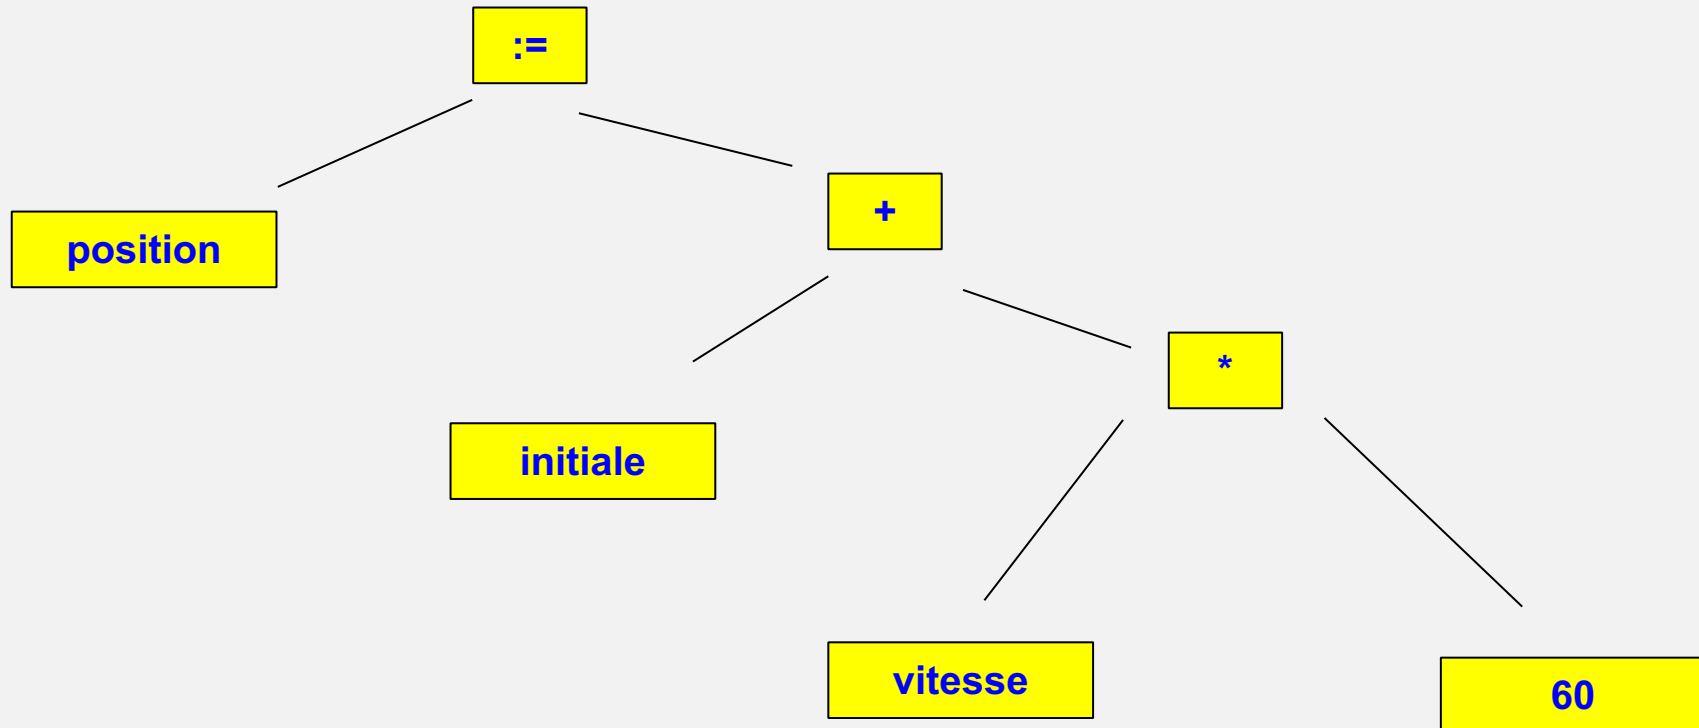 :=
position
+
initiale
*
vitesse
60